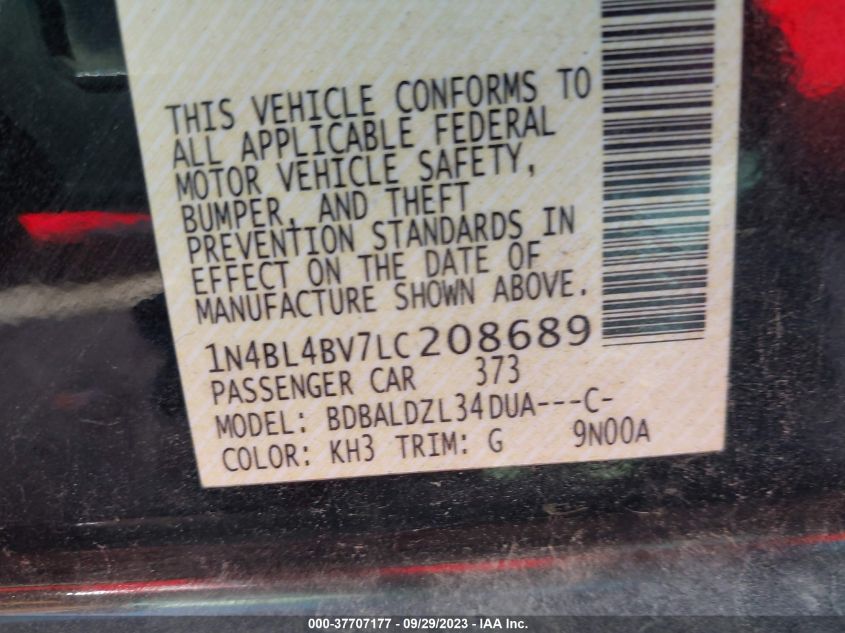 THIS VEHICLE CONFORMS TO
ALL APPLICABLE FEDERAL
MOTOR VEHICLE SAFETY,
BUMPER, AND THEFT
PREVENTION STANDARDS IN
EFFECT ON THE DATE OF
MANUFACTURE SHOWN ABOVE.
1N4BL4BV7LC208689
PASSENGER CAR 373
MODEL: BDBALDZL34DUA---C-
COLOR: KH3 TRIM: G 9N00A
000-37707177 - 09/29/2023 - IAA Inc.